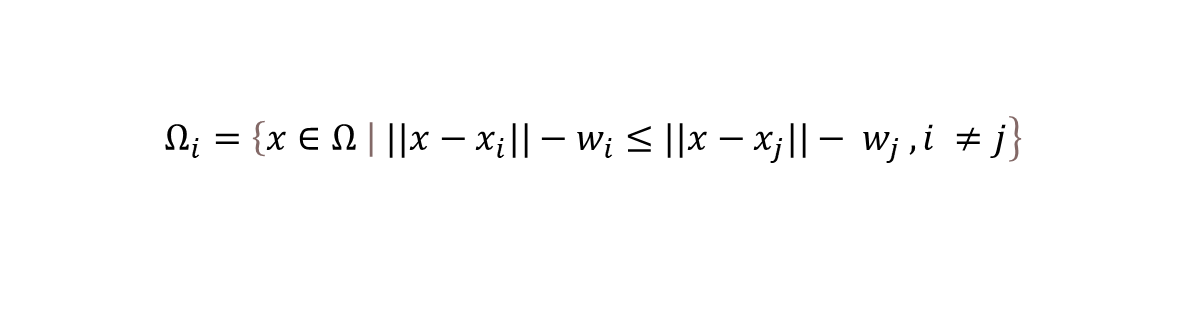 Ωᵢ = {x ∈ Ω | ||x − xᵢ|| − wᵢ ≤ ||x − xⱼ|| − wⱼ , i ≠ j}